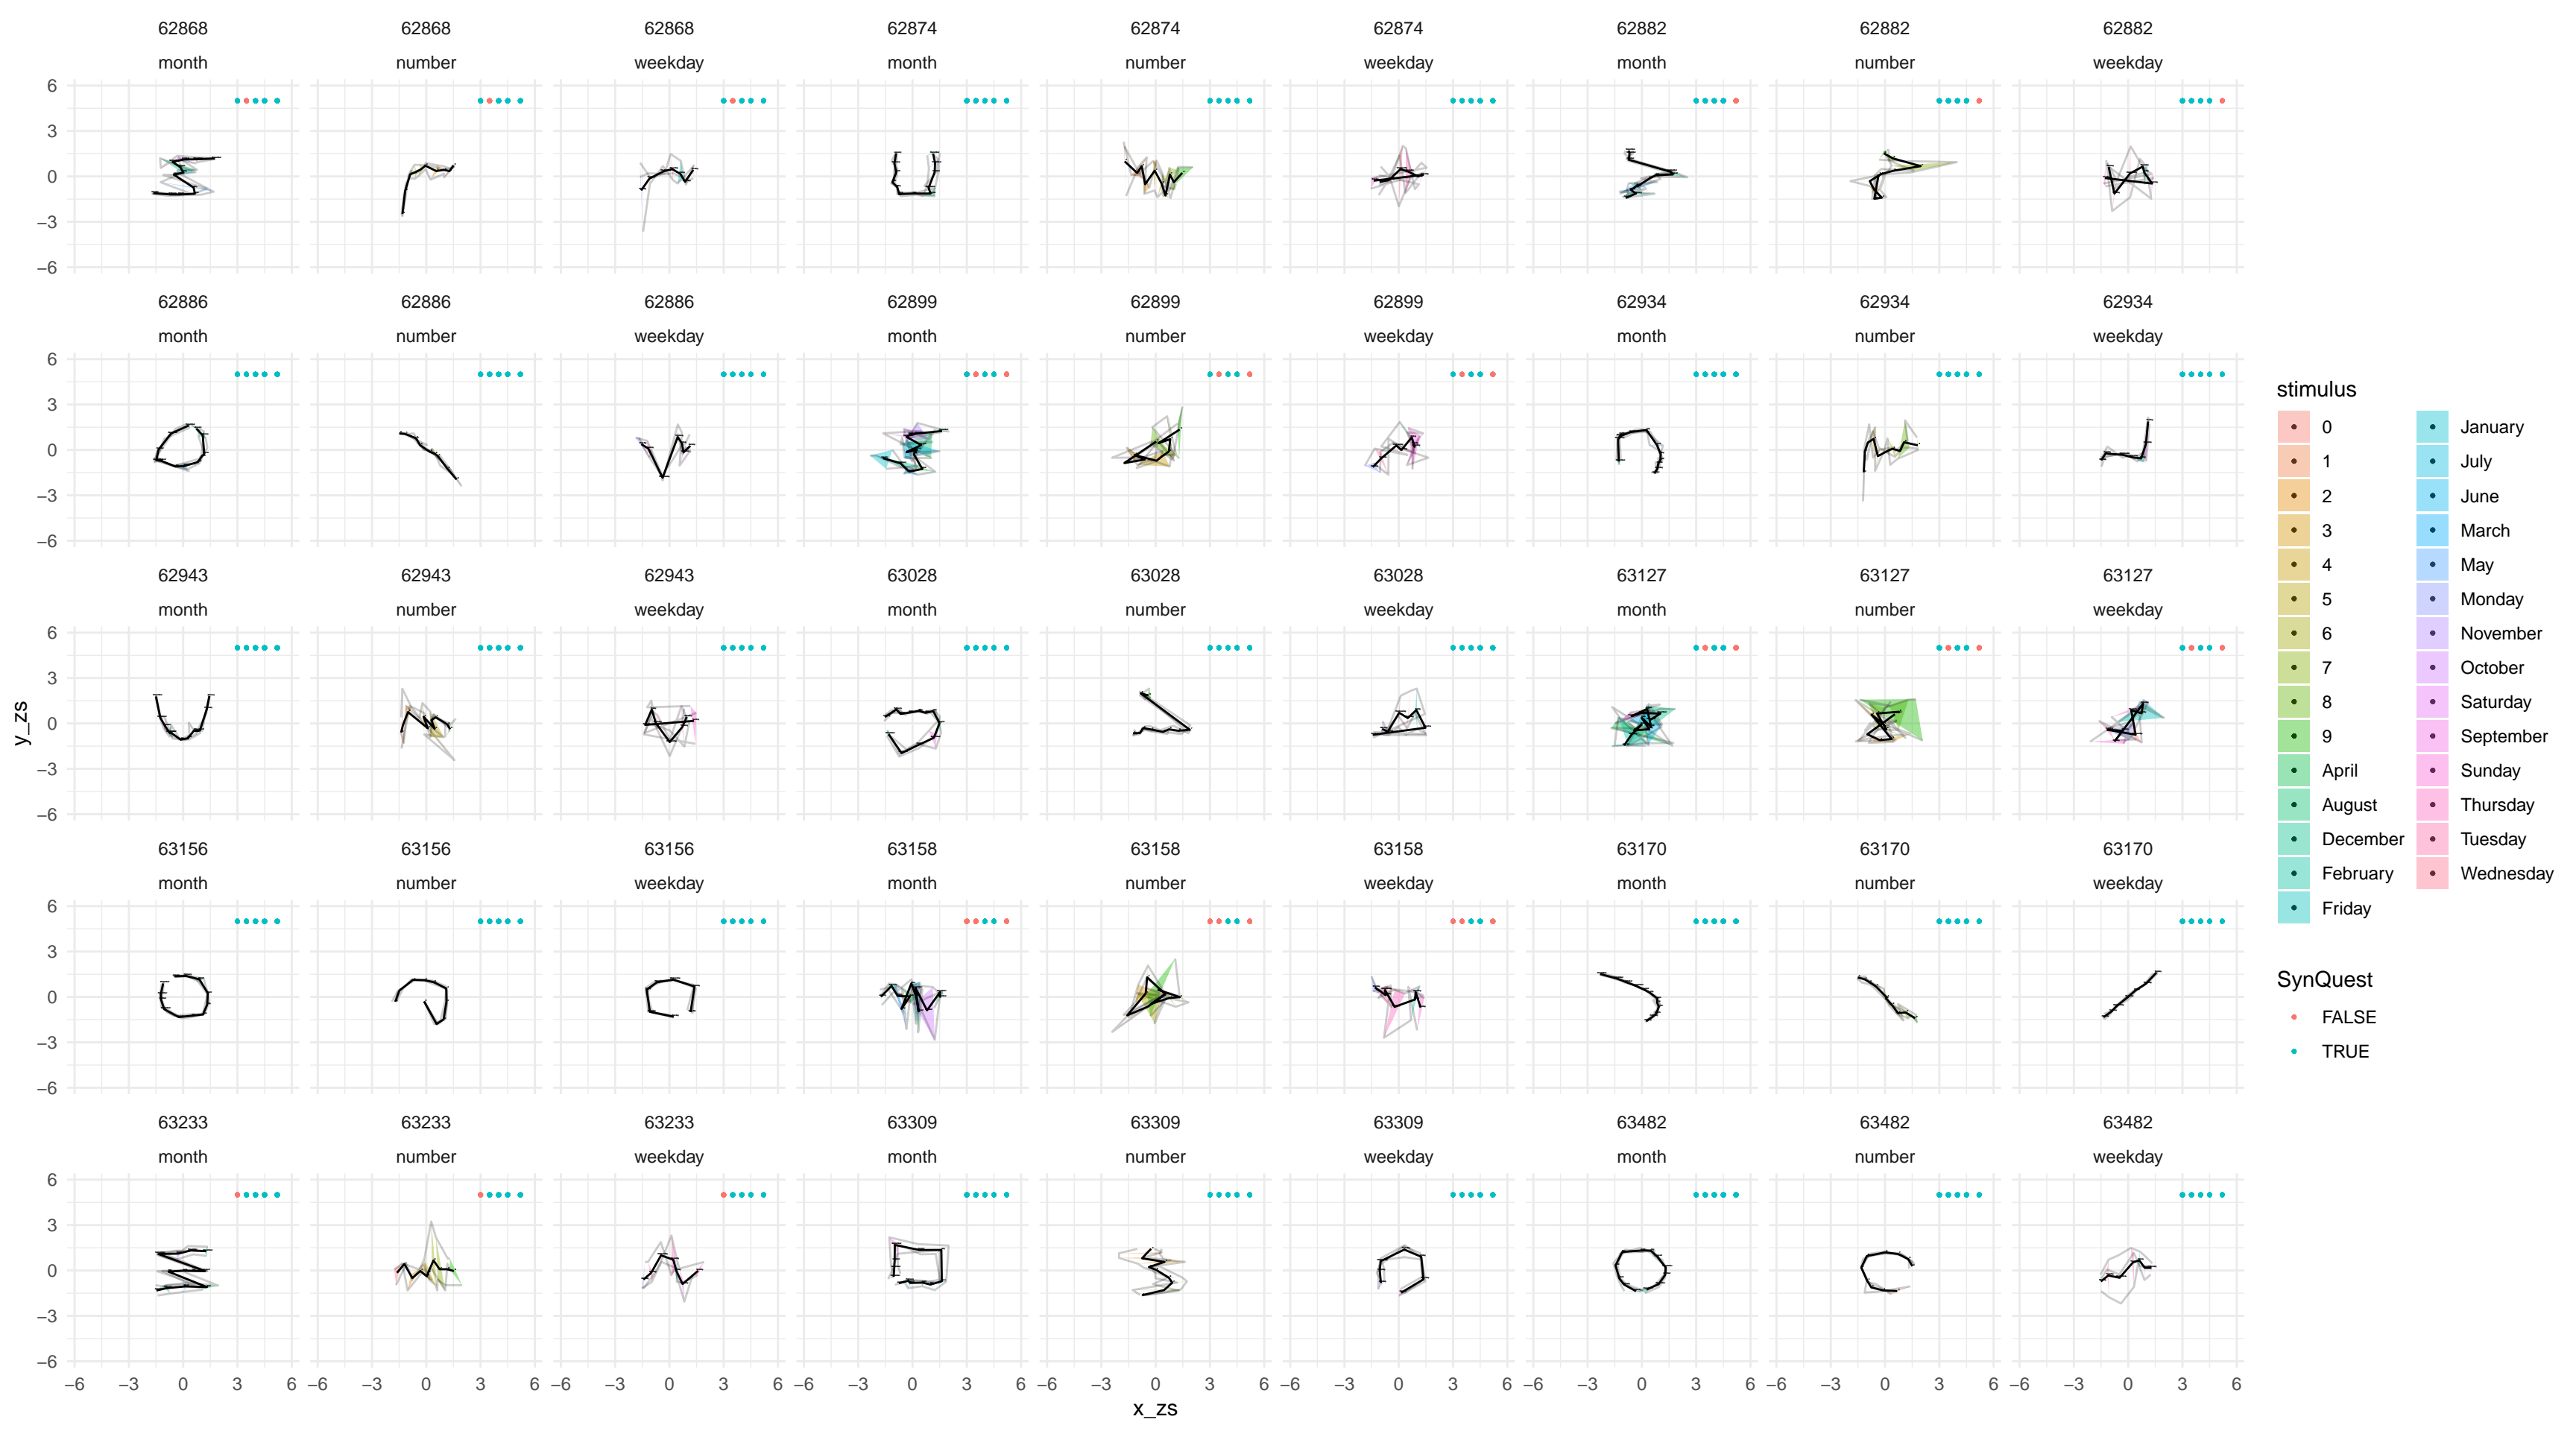 62868 62868 62868 62874 62874 62874 62882 62882 62882
month number weekday month number weekday month number weekday
6
3
0
−3
−6
62886 62886 62886 62899 62899 62899 62934 62934 62934
month number weekday month number weekday month number weekday
6
3
0
−3
−6
62943 62943 62943 63028 63028 63028 63127 63127 63127
month number weekday month number weekday month number weekday
6
3
0
−3
−6
63156 63156 63156 63158 63158 63158 63170 63170 63170
month number weekday month number weekday month number weekday
6
3
0
−3
−6
63233 63233 63233 63309 63309 63309 63482 63482 63482
month number weekday month number weekday month number weekday
6
3
0
−3
−6
−6 −3 0 3 6 −6 −3 0 3 6 −6 −3 0 3 6 −6 −3 0 3 6 −6 −3 0 3 6 −6 −3 0 3 6 −6 −3 0 3 6 −6 −3 0 3 6 −6 −3 0 3 6
x_zs
y_zs
stimulus
0 January
1 July
2 June
3 March
4 May
5 Monday
6 November
7 October
8 Saturday
9 September
April Sunday
August Thursday
December Tuesday
February Wednesday
Friday
SynQuest
FALSE
TRUE